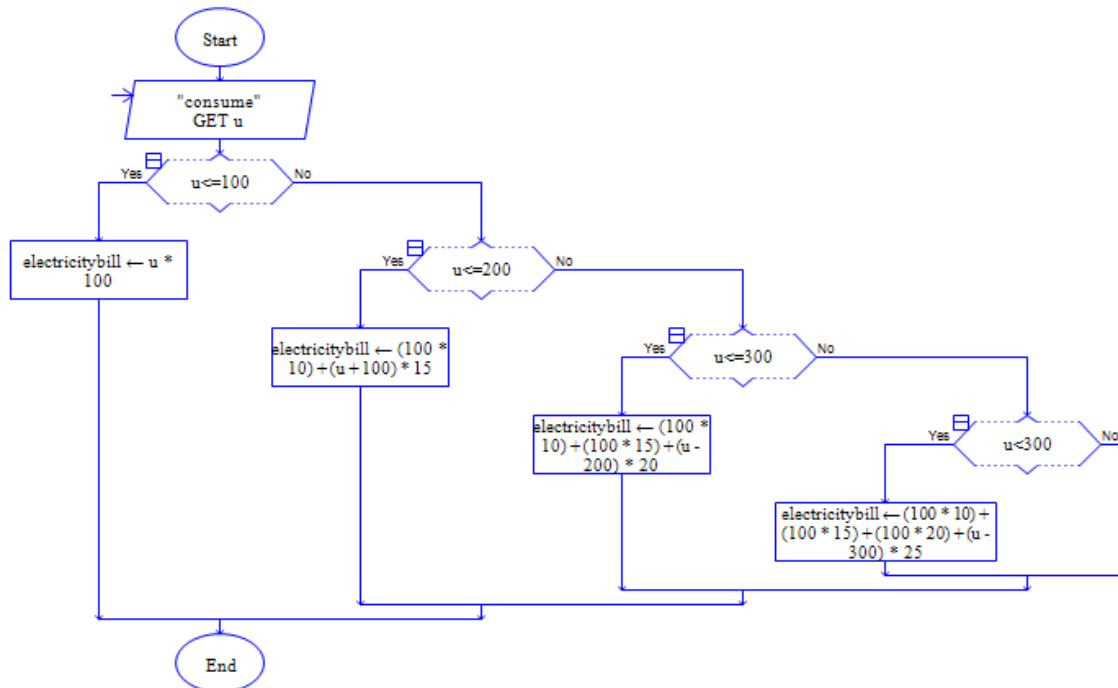 Start
"consume"
GET u
Yes
u<=100
No
electricitybill ← u *
100
Yes
u<=200
No
electricitybill ← (100 *
10) + (u + 100) * 15
Yes
u<=300
No
electricitybill ← (100 *
10) + (100 * 15) + (u -
200) * 20
Yes
u<300
No
electricitybill ← (100 * 10) +
(100 * 15) + (100 * 20) + (u -
300) * 25
End